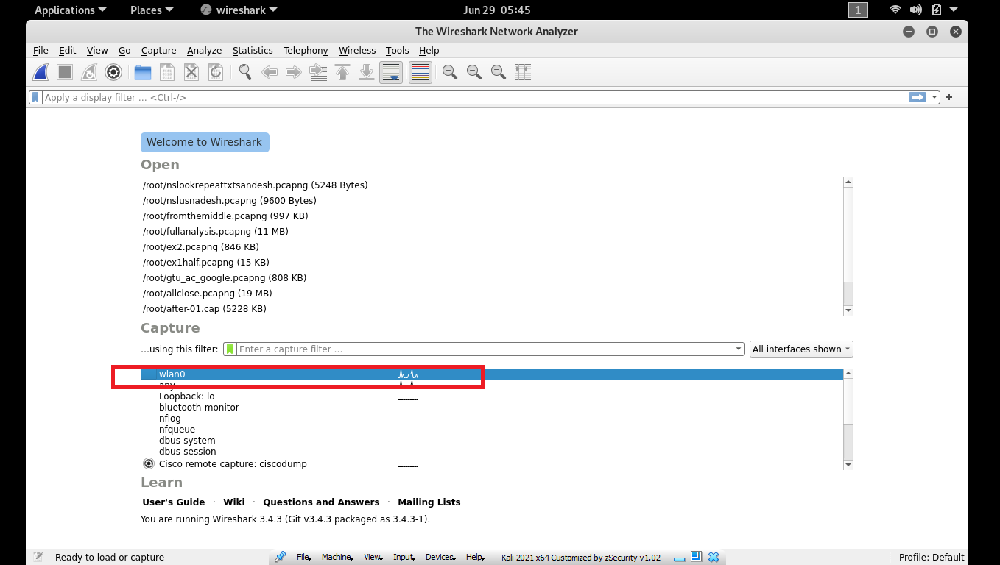 Applications Places wireshark Jun 29 05:45 1
The Wireshark Network Analyzer
File Edit View Go Capture Analyze Statistics Telephony Wireless Tools Help
Apply a display filter … <Ctrl-/> +
Welcome to Wireshark
Open
/root/nslookrepeattxtsandesh.pcapng (5248 Bytes)
/root/nslusnadesh.pcapng (9600 Bytes)
/root/fromthemiddle.pcapng (997 KB)
/root/fullanalysis.pcapng (11 MB)
/root/ex2.pcapng (846 KB)
/root/ex1half.pcapng (15 KB)
/root/gtu_ac_google.pcapng (808 KB)
/root/allclose.pcapng (19 MB)
/root/after-01.cap (5228 KB)
Capture
…using this filter: Enter a capture filter … All interfaces shown
wlan0
any
Loopback: lo
bluetooth-monitor
nflog
nfqueue
dbus-system
dbus-session
Cisco remote capture: ciscodump
Learn
User's Guide · Wiki · Questions and Answers · Mailing Lists
You are running Wireshark 3.4.3 (Git v3.4.3 packaged as 3.4.3-1).
Ready to load or capture File Machine View Input Devices Help Kali 2021 x64 Customized by zSecurity v1.02 Profile: Default